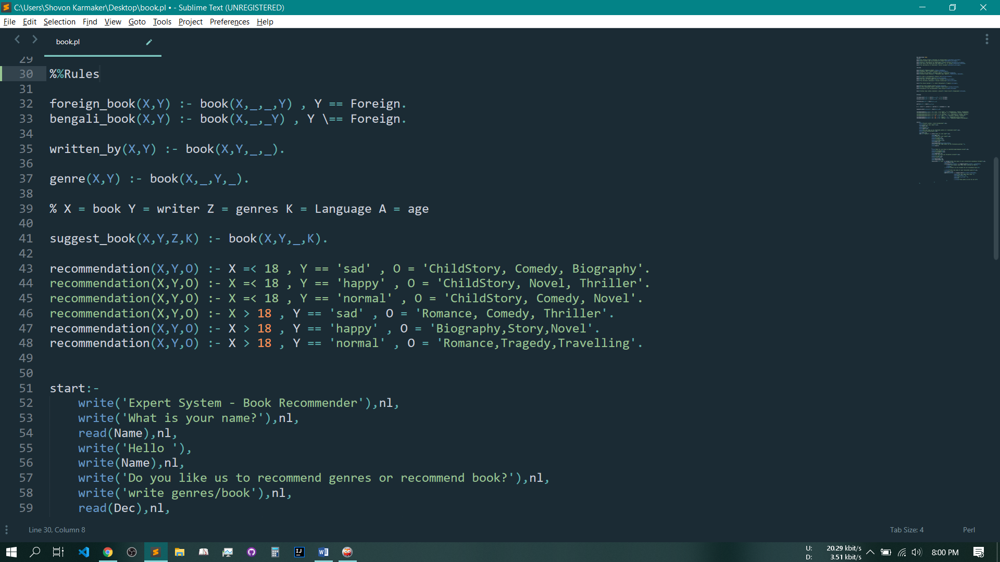 C:\Users\Shovon Karmaker\Desktop\book.pl • - Sublime Text (UNREGISTERED)
File Edit Selection Find View Goto Tools Project Preferences Help
book.pl
29
30 %%Rules
31
32 foreign_book(X,Y) :- book(X,_,_,Y) , Y == Foreign.
33 bengali_book(X,Y) :- book(X,_,_Y) , Y \== Foreign.
34
35 written_by(X,Y) :- book(X,Y,_,_).
36
37 genre(X,Y) :- book(X,_,Y,_).
38
39 % X = book Y = writer Z = genres K = Language A = age
40
41 suggest_book(X,Y,Z,K) :- book(X,Y,_,K).
42
43 recommendation(X,Y,O) :- X =< 18 , Y == 'sad' , O = 'ChildStory, Comedy, Biography'.
44 recommendation(X,Y,O) :- X =< 18 , Y == 'happy' , O = 'ChildStory, Novel, Thriller'.
45 recommendation(X,Y,O) :- X =< 18 , Y == 'normal' , O = 'ChildStory, Comedy, Novel'.
46 recommendation(X,Y,O) :- X > 18 , Y == 'sad' , O = 'Romance, Comedy, Thriller'.
47 recommendation(X,Y,O) :- X > 18 , Y == 'happy' , O = 'Biography,Story,Novel'.
48 recommendation(X,Y,O) :- X > 18 , Y == 'normal' , O = 'Romance,Tragedy,Travelling'.
49
50
51 start:-
52 write('Expert System - Book Recommender'),nl,
53 write('What is your name?'),nl,
54 read(Name),nl,
55 write('Hello '),
56 write(Name),nl,
57 write('Do you like us to recommend genres or recommend book?'),nl,
58 write('write genres/book'),nl,
59 read(Dec),nl,
Line 30, Column 8
Tab Size: 4
Perl
U: 20.29 kbit/s
D: 3.51 kbit/s
8:00 PM